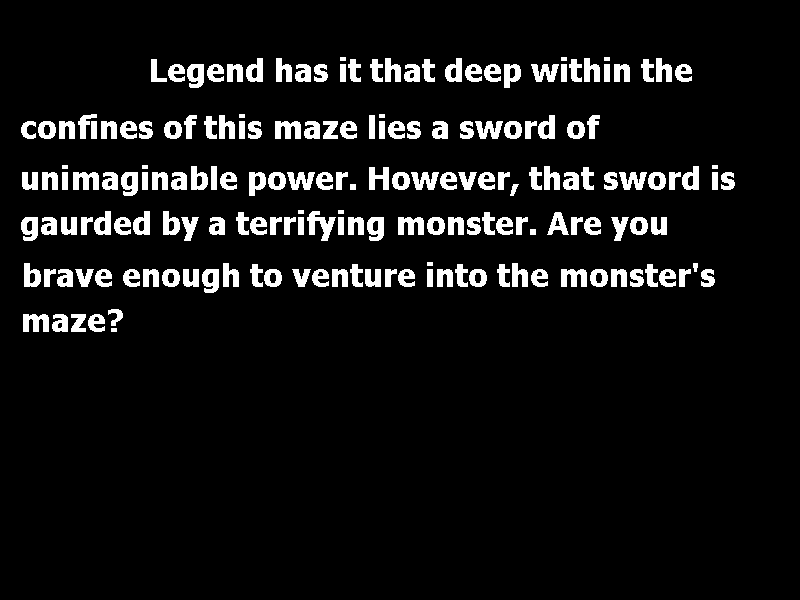 Legend has it that deep within the
confines of this maze lies a sword of
unimaginable power. However, that sword is
gaurded by a terrifying monster. Are you
brave enough to venture into the monster's
maze?